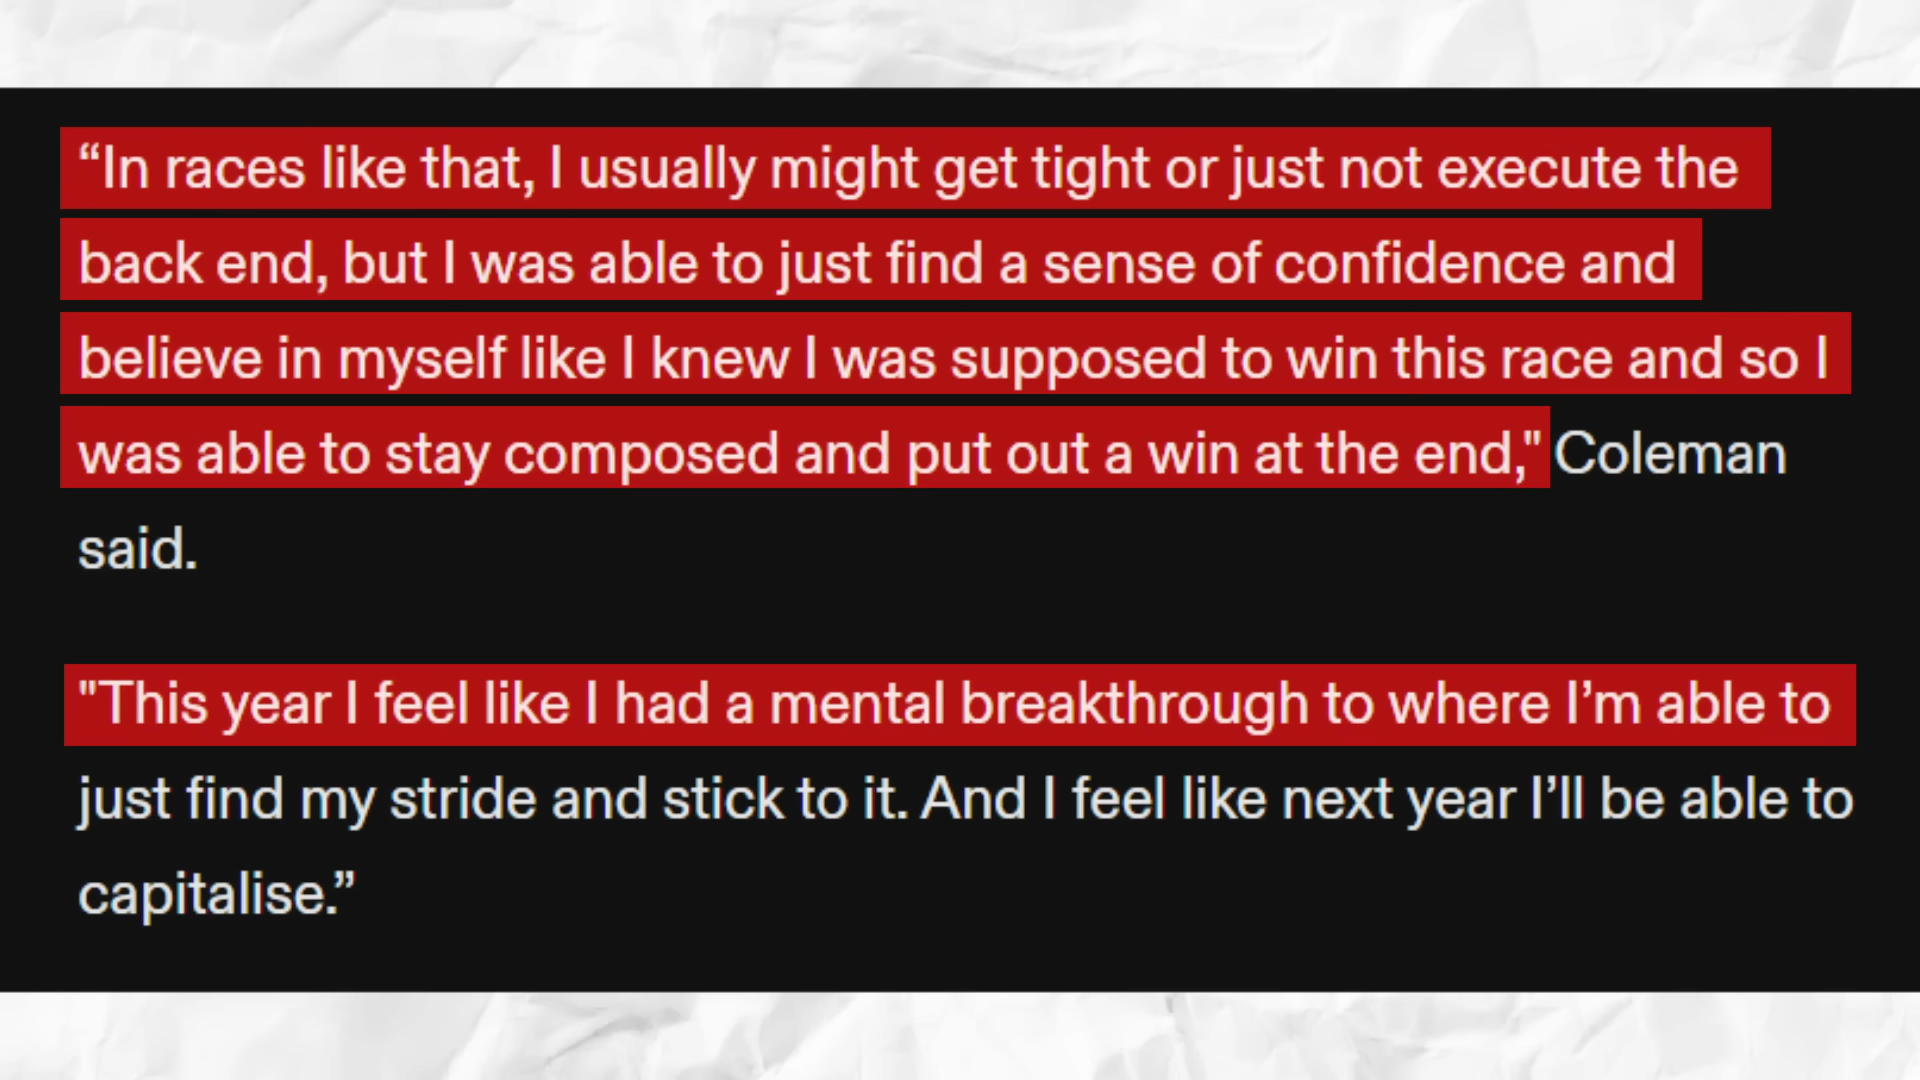 “In races like that, I usually might get tight or just not execute the
back end, but I was able to just find a sense of confidence and
believe in myself like I knew I was supposed to win this race and so I
was able to stay composed and put out a win at the end," Coleman
said.
"This year I feel like I had a mental breakthrough to where I’m able to
just find my stride and stick to it. And I feel like next year I’ll be able to
capitalise.”